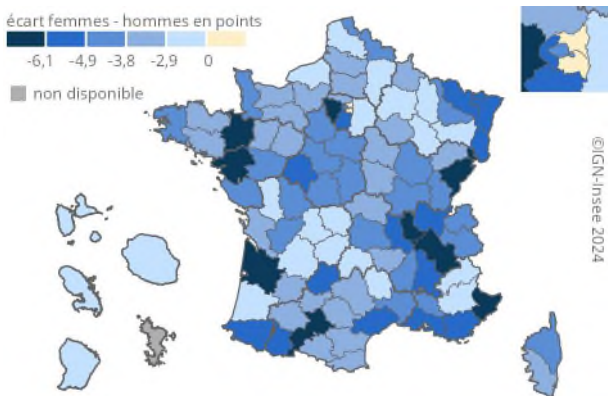 écart femmes - hommes en points
-6,1 -4,9 -3,8 -2,9 0
non disponible
©IGN-Insee 2024